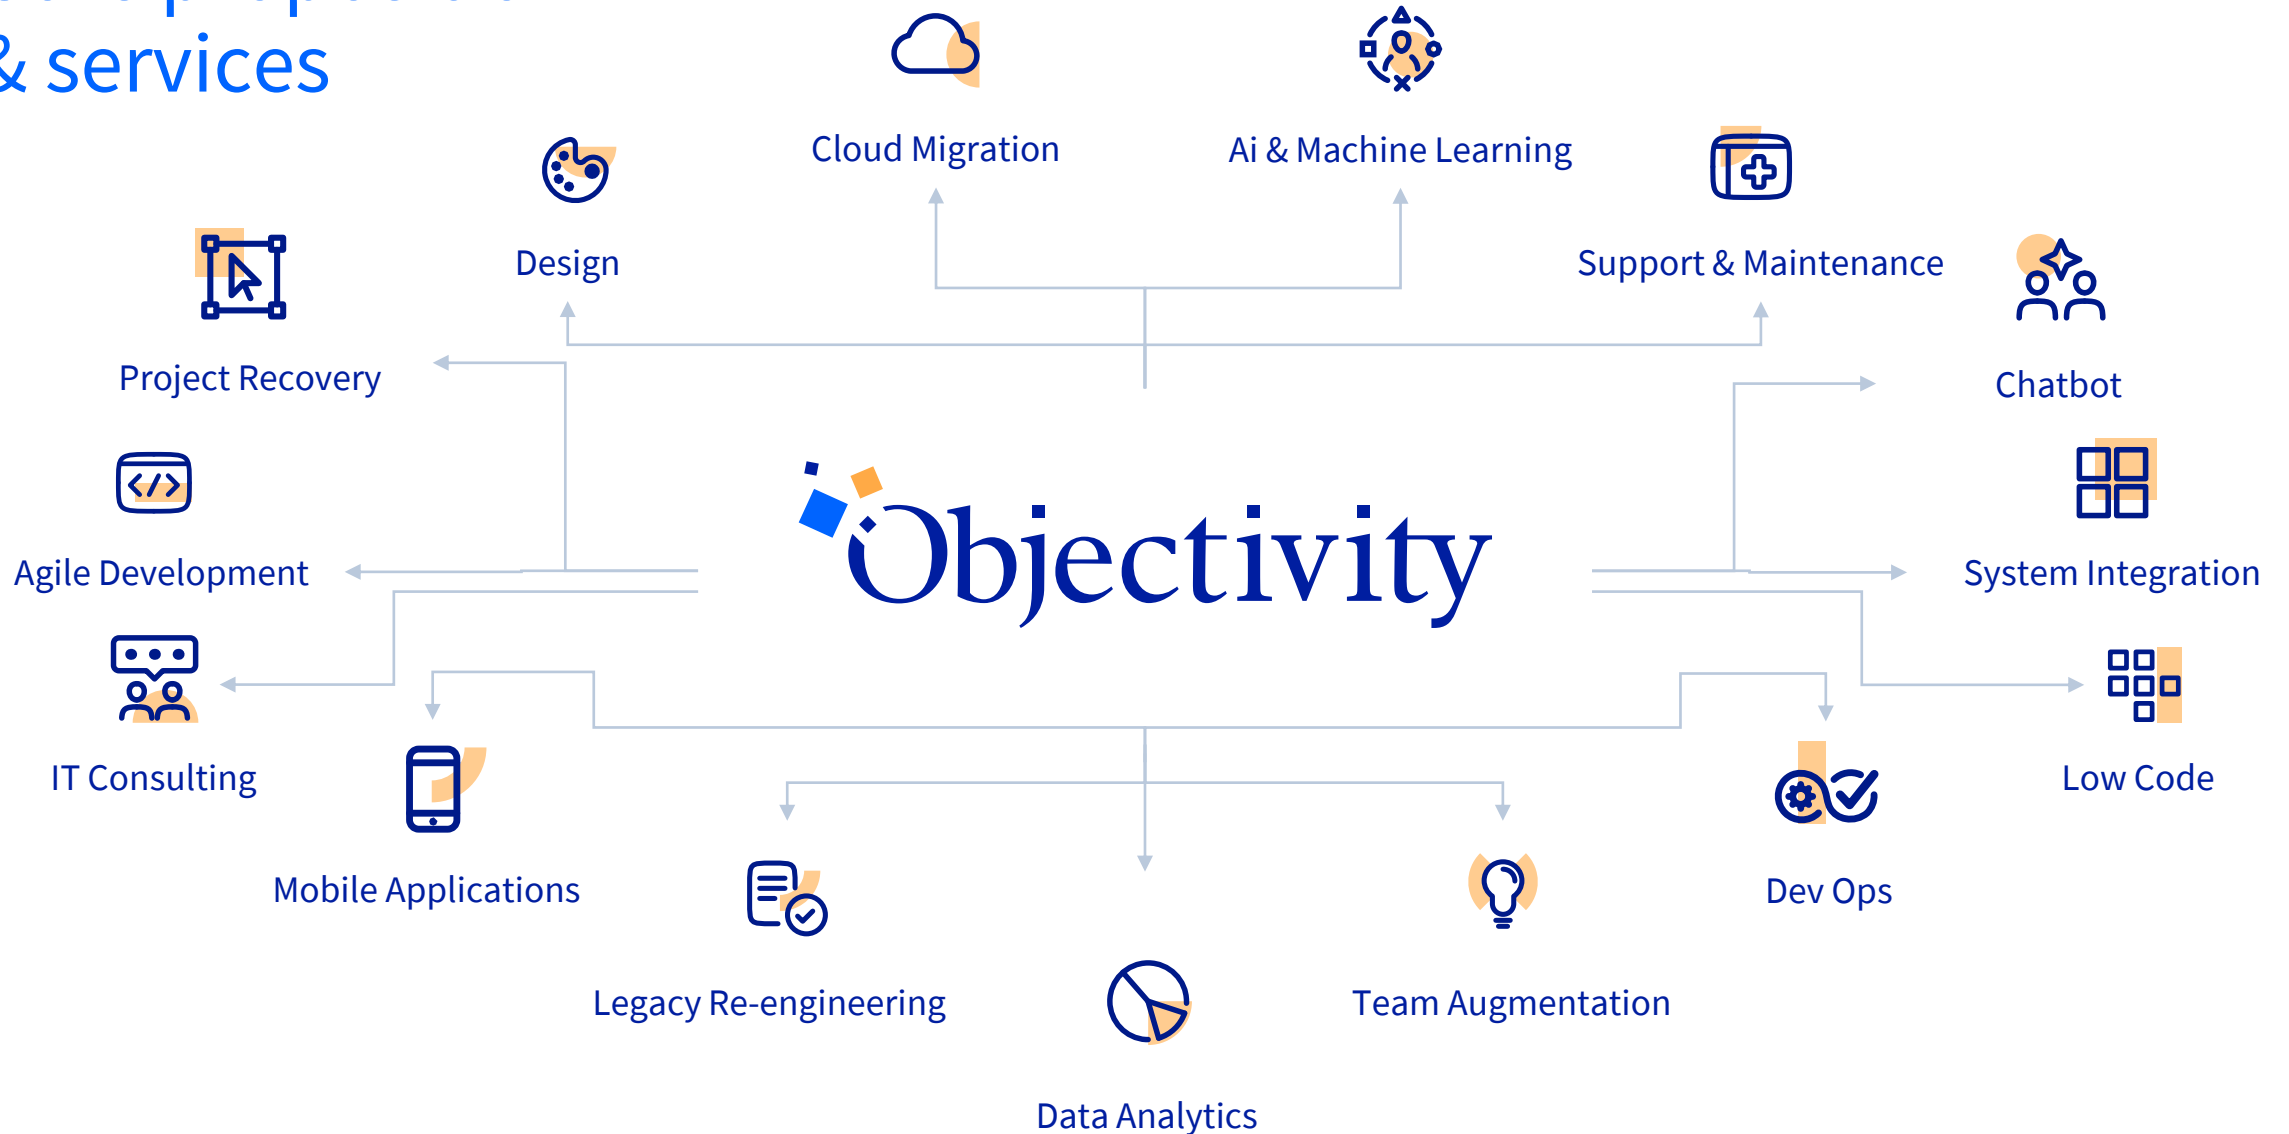 & services
Cloud Migration
Ai & Machine Learning
Design
Support & Maintenance
Project Recovery
Chatbot
Objectivity
Agile Development
System Integration
IT Consulting
Low Code
Mobile Applications
Dev Ops
Legacy Re-engineering
Team Augmentation
Data Analytics